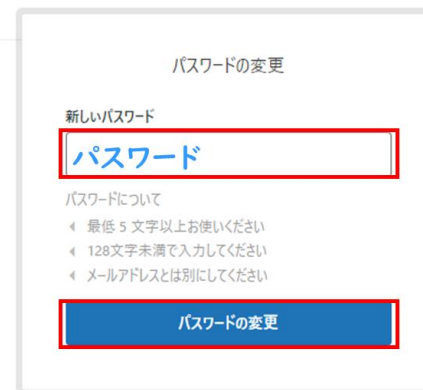 パスワードの変更
新しいパスワード
パスワード
パスワードについて
最低 5 文字以上お使いください
128文字未満で入力してください
メールアドレスとは別にしてください
パスワードの変更